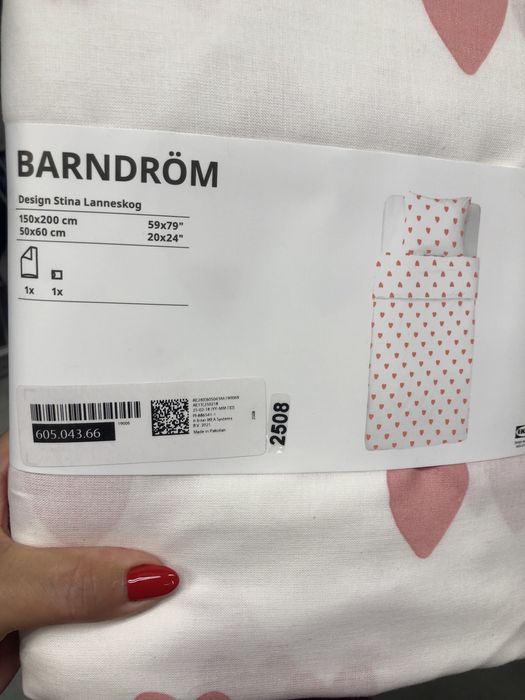 BARNDRÖM
Design Stina Lanneskog
150x200 cm 59x79"
50x60 cm 20x24"
1x 1x
605.043.66
19005
Made in Pakistan
2508